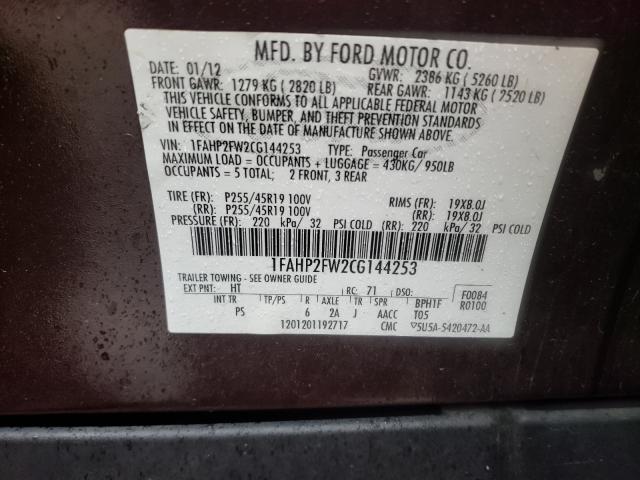 MFD. BY FORD MOTOR CO.
DATE: 01/12 GVWR: 2386 KG ( 5260 LB)
FRONT GAWR: 1279 KG ( 2820 LB) REAR GAWR: 1143 KG ( 2520 LB)
THIS VEHICLE CONFORMS TO ALL APPLICABLE FEDERAL MOTOR
VEHICLE SAFETY, BUMPER, AND THEFT PREVENTION STANDARDS
IN EFFECT ON THE DATE OF MANUFACTURE SHOWN ABOVE.
VIN: 1FAHP2FW2CG144253 TYPE: Passenger Car
MAXIMUM LOAD = OCCUPANTS + LUGGAGE = 430KG/ 950LB
OCCUPANTS = 5 TOTAL; 2 FRONT, 3 REAR
TIRE (FR): P255/45R19 100V RIMS (FR): 19X8.0J
(RR): P255/45R19 100V (RR): 19X8.0J
PRESSURE (FR): 220 kPa/ 32 PSI COLD (RR): 220 kPa/ 32 PSI COLD
1FAHP2FW2CG144253
TRAILER TOWING - SEE OWNER GUIDE
EXT PNT: HT RC: 71 DSO: F0084
INT TR TP/PS R AXLE TR SPR BPH1F R0100
PS 6 2A J AACC T05
1201201192717 CMC 5U5A-5420472-AA